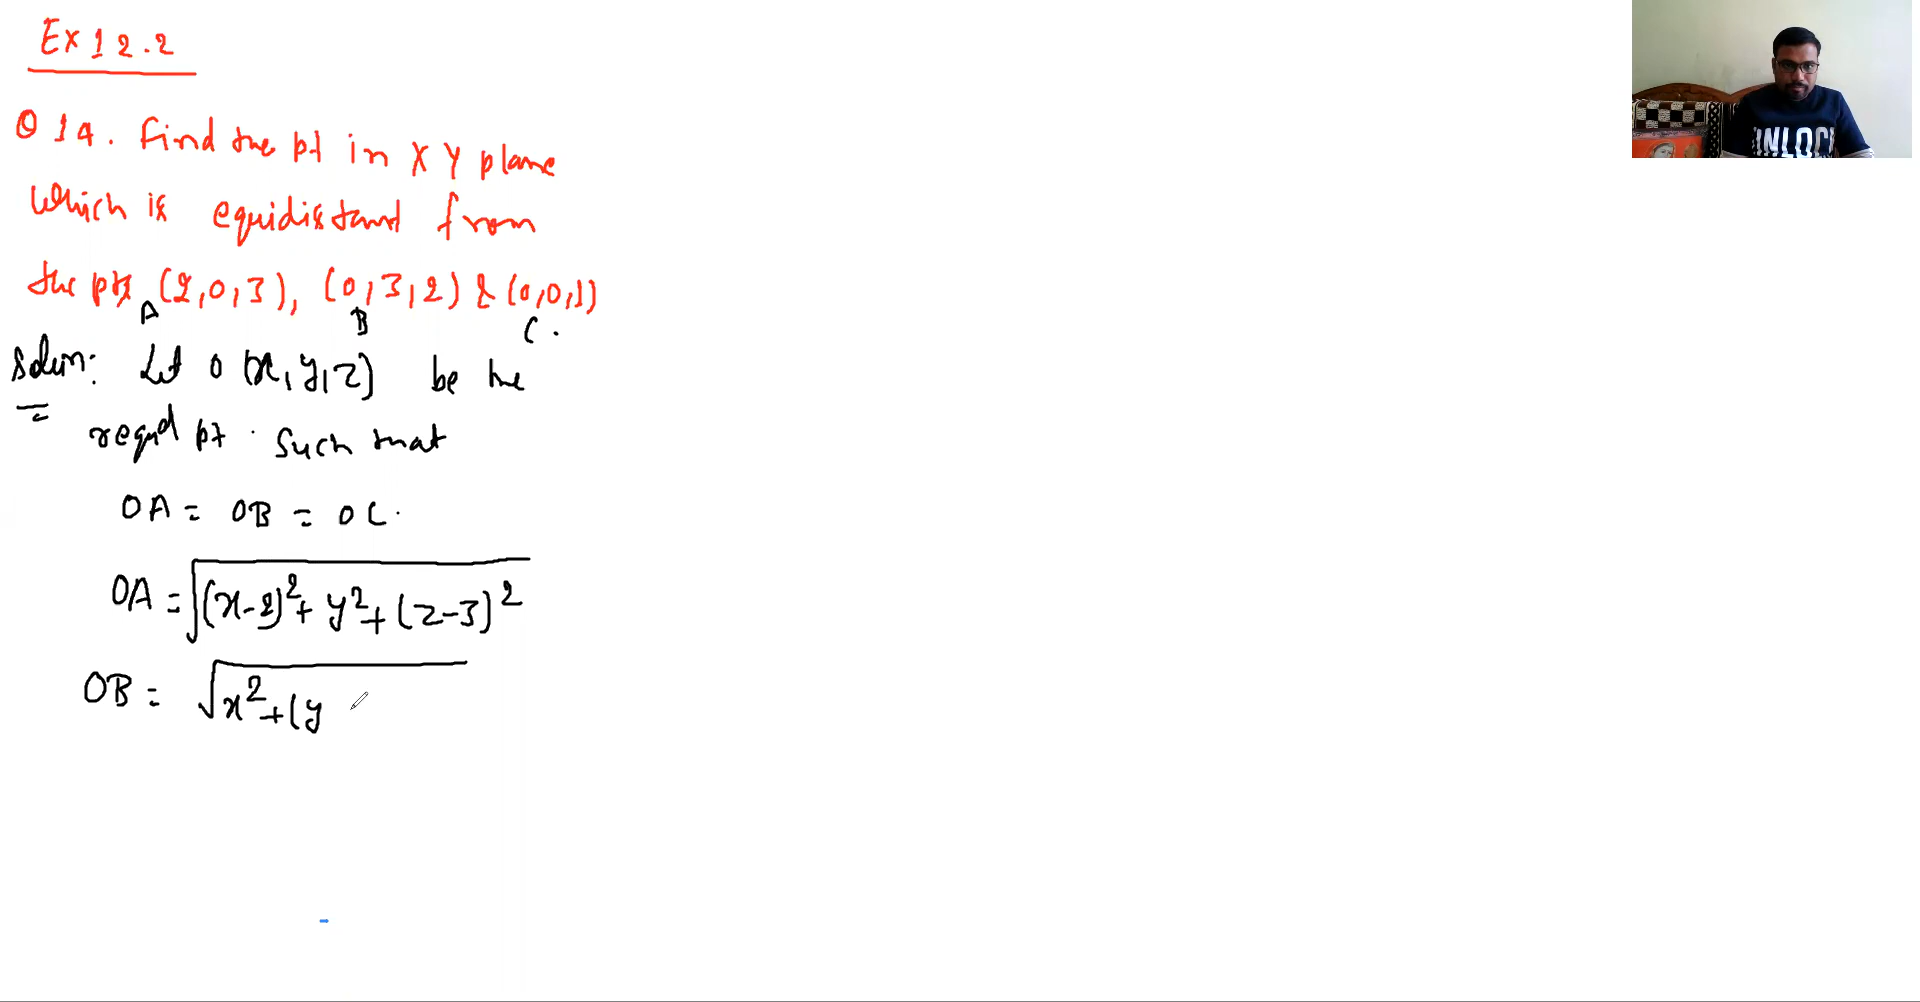 Ex 12.2
Q 14. Find the pt in XY plane
which is equidistant from
the pts (2,0,3), (0,3,2) & (0,0,1)
A B C.
Soln: Let O (x,y,z) be the
reqd pt. Such that
OA = OB = OC.
OA = √(x-2)²+ y²+ (z-3)²
OB = √x²+(y
UNLOC